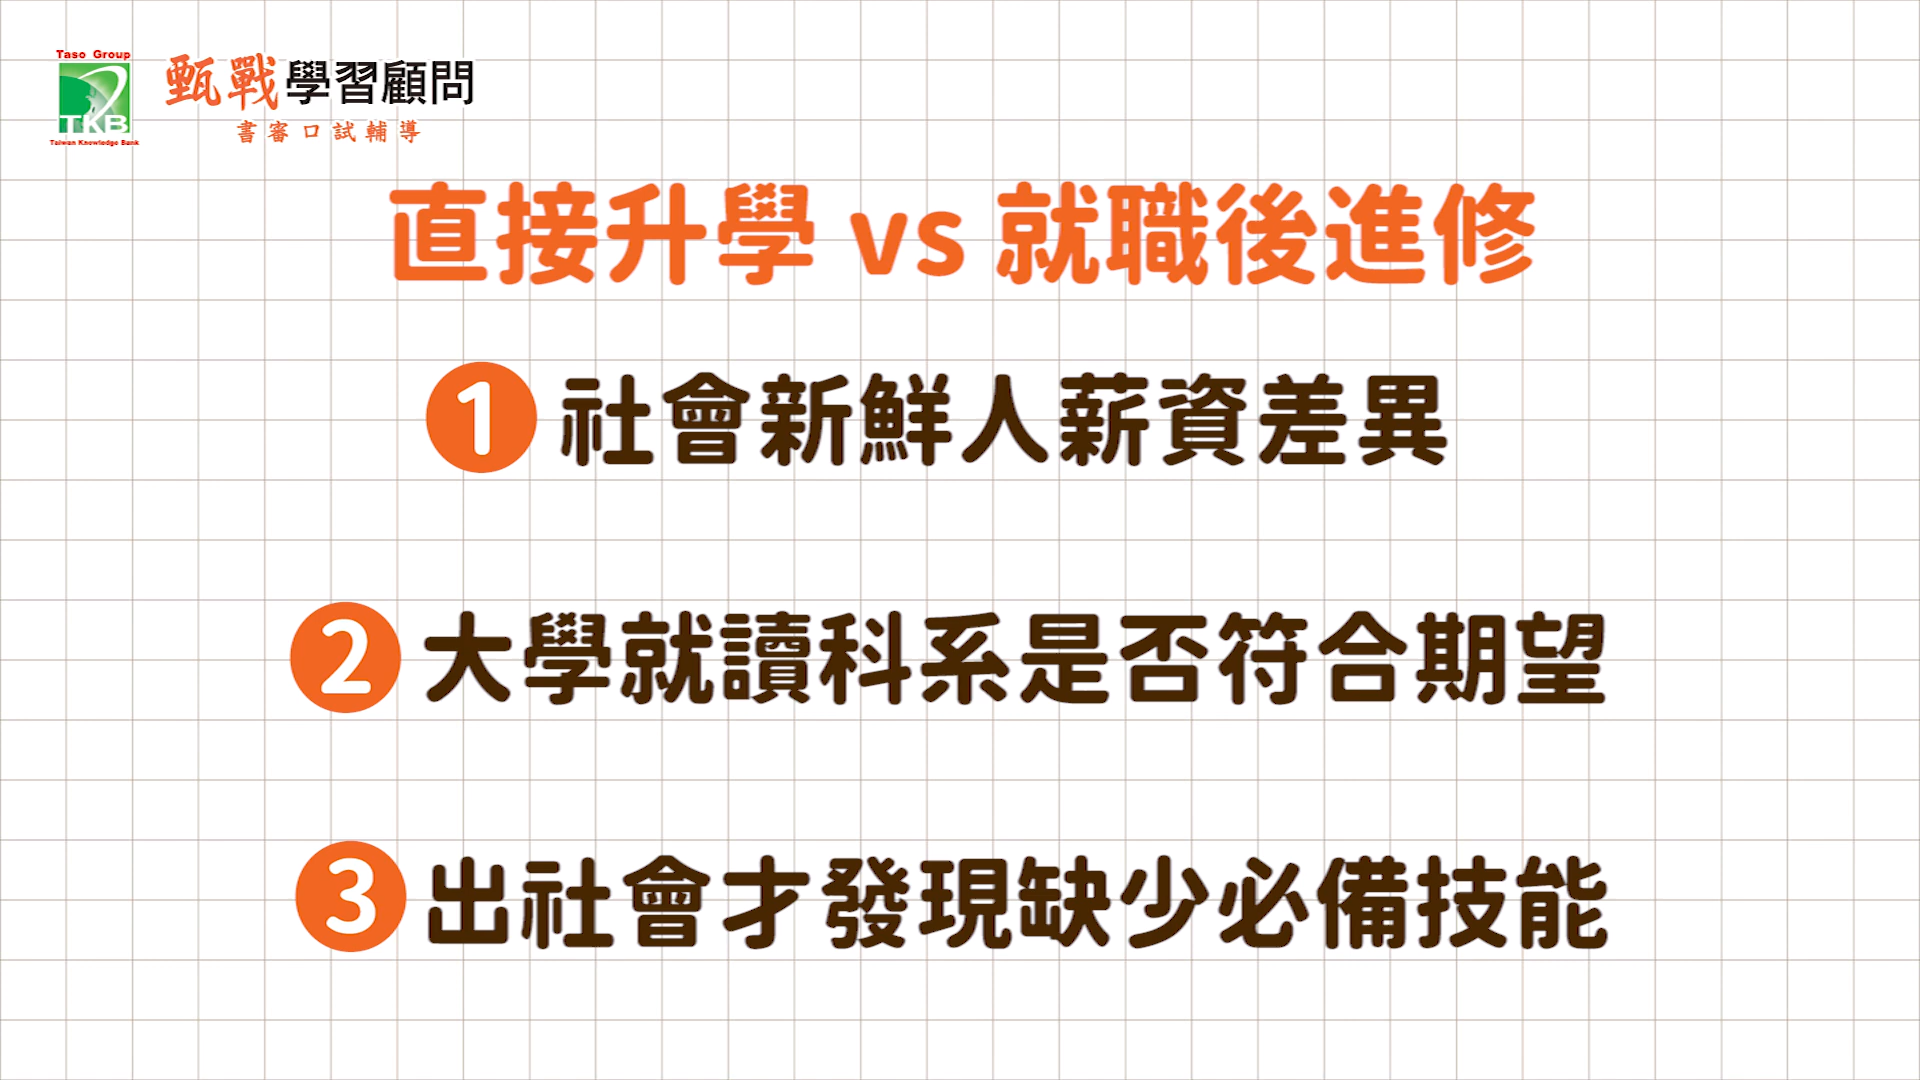 Taso Group
TKB
Taiwan Knowledge Bank
甄戰學習顧問
書審口試輔導
直接升學 vs 就職後進修
1 社會新鮮人薪資差異
2 大學就讀科系是否符合期望
3 出社會才發現缺少必備技能